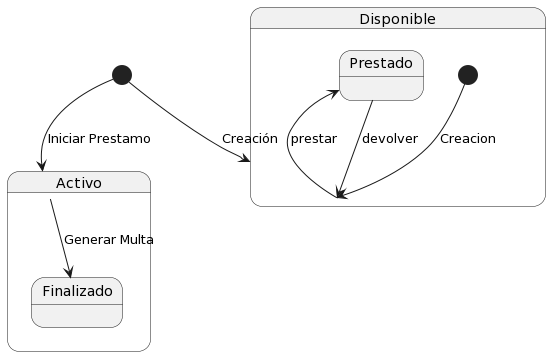 Disponible
Prestado
Iniciar Prestamo
Creación
prestar
devolver
Creacion
Activo
Generar Multa
Finalizado